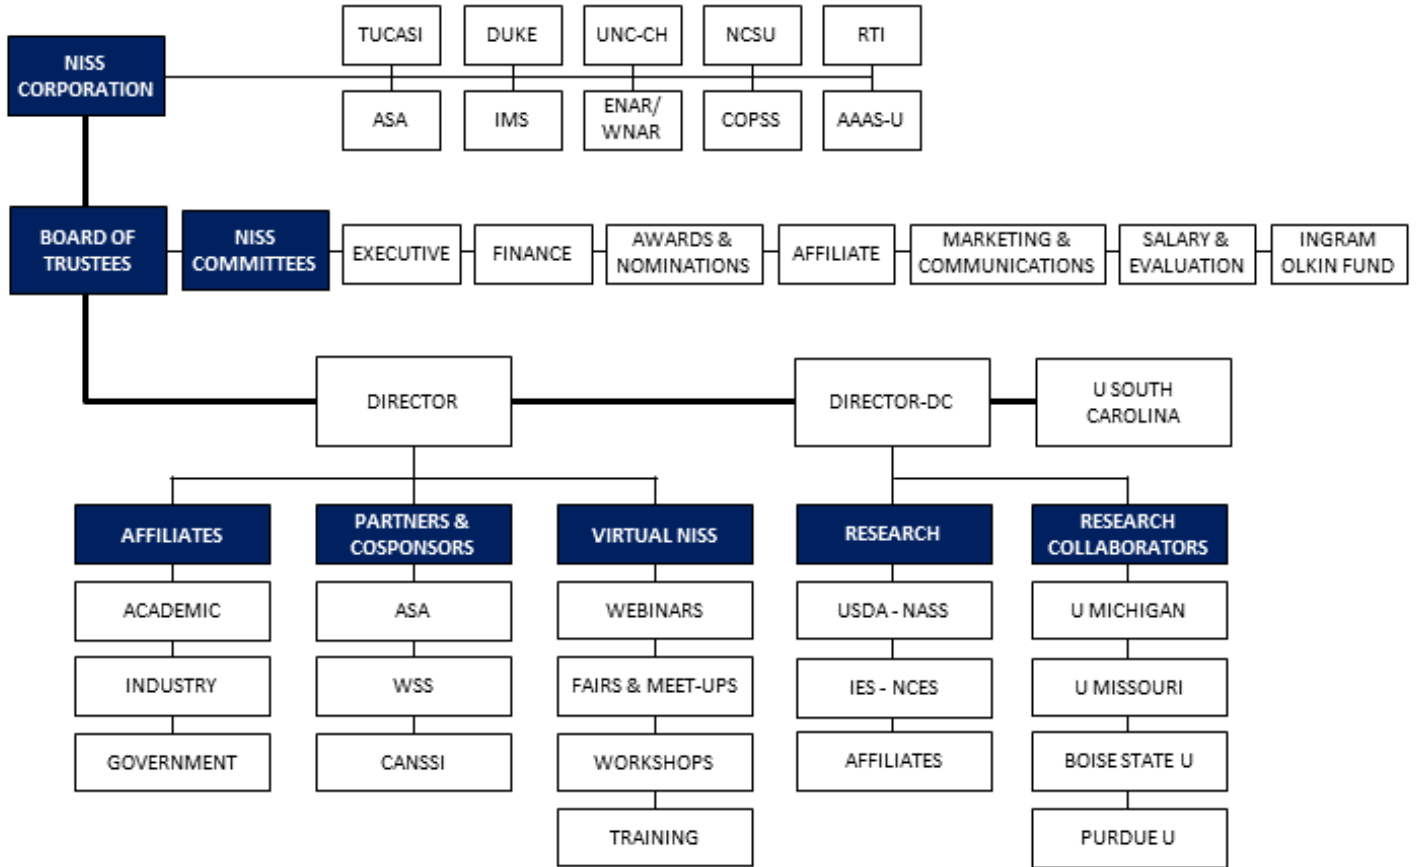 TUCASI
DUKE
UNC-CH
NCSU
RTI
NISS
CORPORATION
ASA
IMS
ENAR/
WNAR
COPSS
AAAS-U
BOARD OF
TRUSTEES
NISS
COMMITTEES
EXECUTIVE
FINANCE
AWARDS &
NOMINATIONS
AFFILIATE
MARKETING &
COMMUNICATIONS
SALARY &
EVALUATION
INGRAM
OLKIN FUND
DIRECTOR
DIRECTOR-DC
U SOUTH
CAROLINA
AFFILIATES
PARTNERS &
COSPONSORS
VIRTUAL NISS
RESEARCH
RESEARCH
COLLABORATORS
ACADEMIC
ASA
WEBINARS
USDA - NASS
U MICHIGAN
INDUSTRY
WSS
FAIRS & MEET-UPS
IES - NCES
U MISSOURI
GOVERNMENT
CANSSI
WORKSHOPS
AFFILIATES
BOISE STATE U
TRAINING
PURDUE U